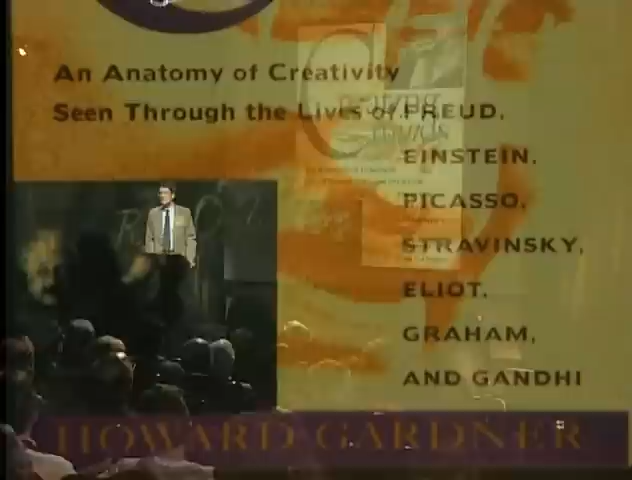 An Anatomy of Creativity
Seen Through the Lives of FREUD,
EINSTEIN,
PICASSO,
STRAVINSKY,
ELIOT,
GRAHAM,
AND GANDHI
HOWARD GARDNER